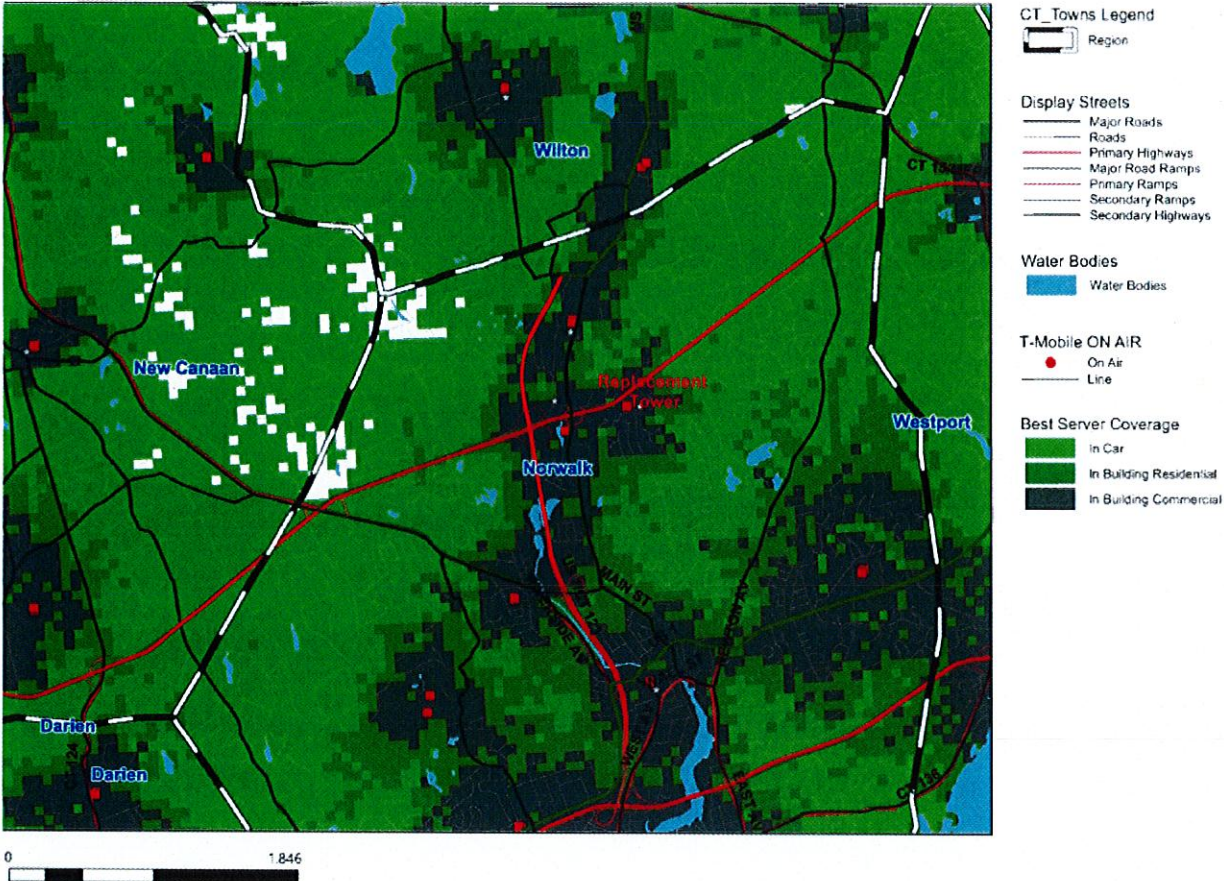 CT_Towns Legend
Region
Display Streets
Major Roads
Roads
Primary Highways
Major Road Ramps
Primary Ramps
Secondary Ramps
Secondary Highways
Water Bodies
Water Bodies
T-Mobile ON AIR
On Air
Line
Best Server Coverage
In Car
In Building Residential
In Building Commercial
Wilton
New Canaan
Replacement
Tower
Westport
Norwalk
MAIN ST
Darien
Darien
EAST AV
CT 136
0 1.846